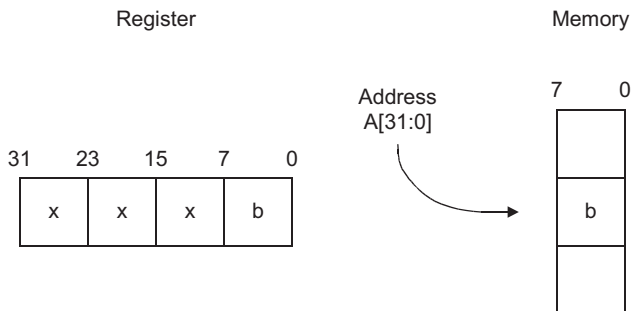 Register Memory
7 0
Address
A[31:0]
31 23 15 7 0
x x x b
b